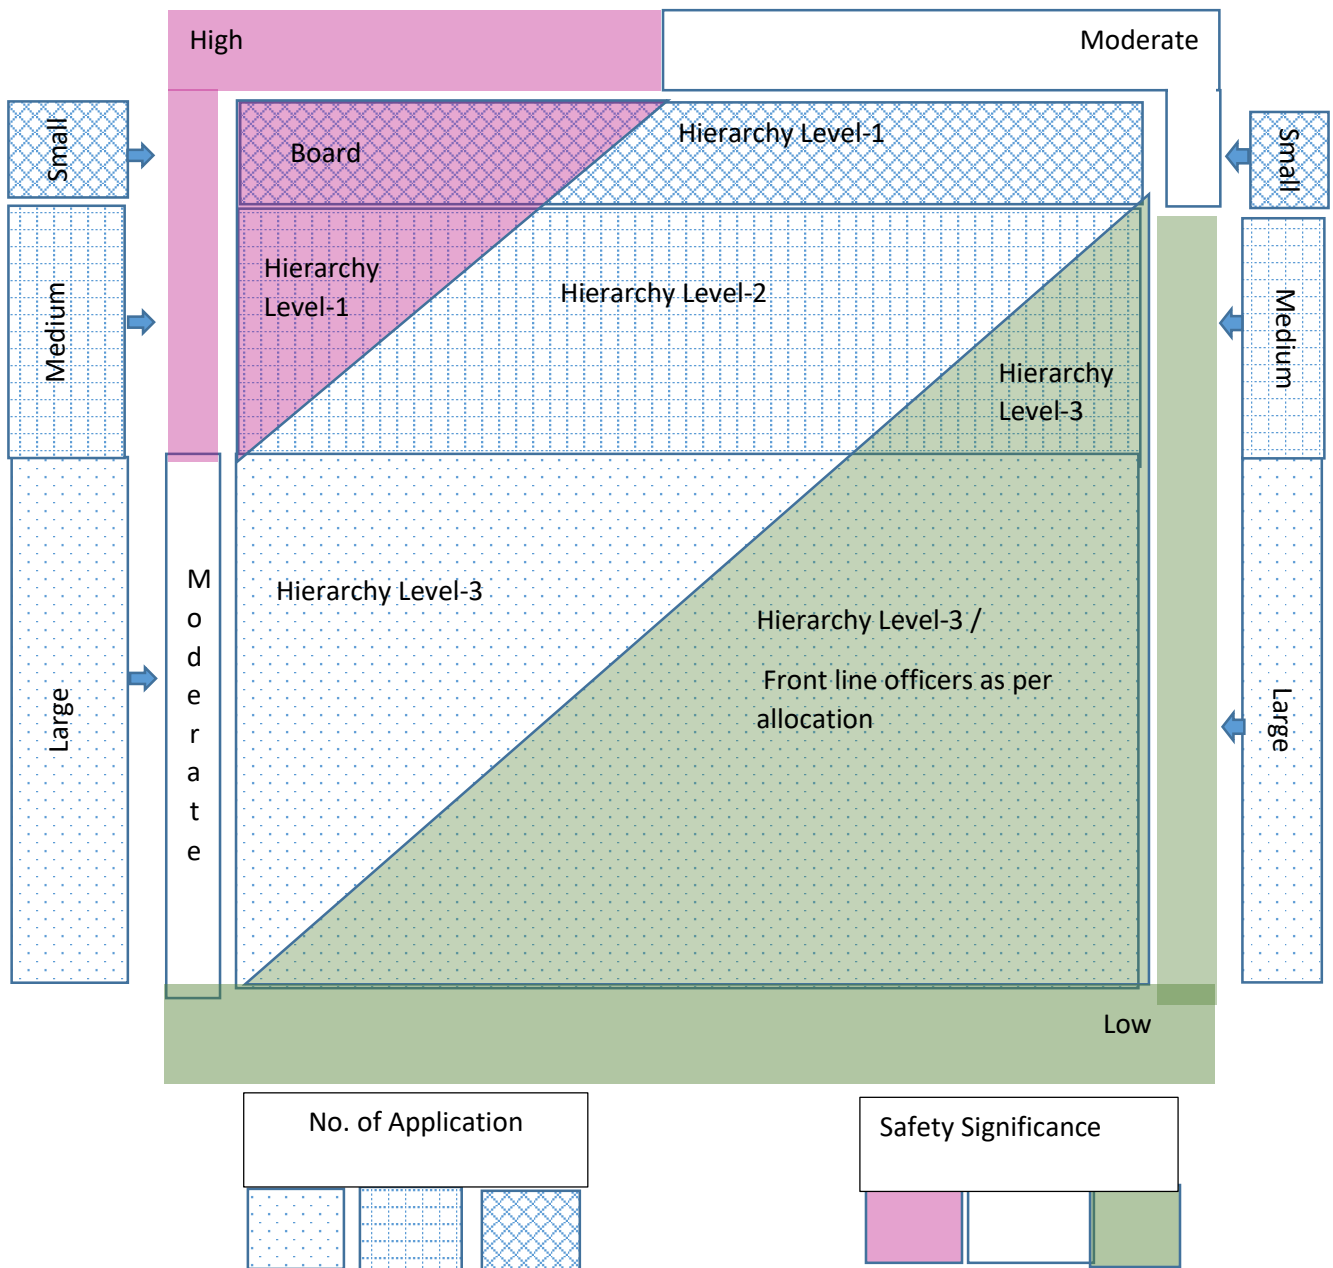 High
Moderate
Small
Board
Hierarchy Level-1
Small
Medium
Hierarchy
Level-1
Hierarchy Level-2
Hierarchy
Level-3
Medium
Large
M
o
d
e
r
a
t
e
Hierarchy Level-3
Hierarchy Level-3 /
Front line officers as per
allocation
Large
Low
No. of Application
Safety Significance